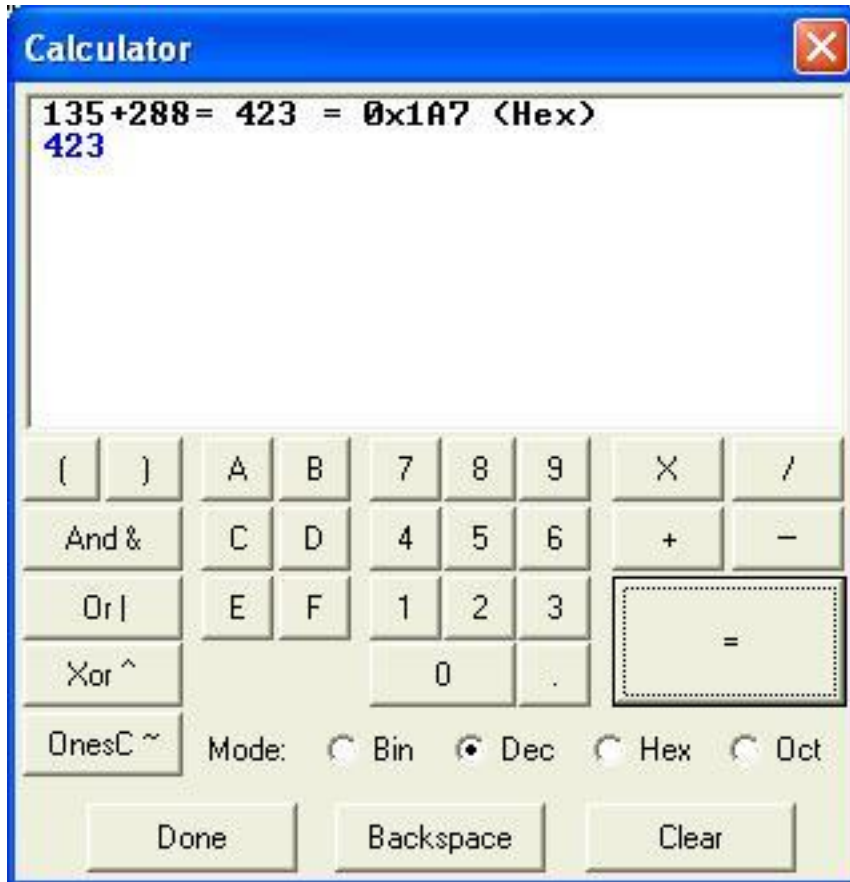 Calculator
135+288= 423 = 0x1A7 (Hex)
423
( ) A B 7 8 9 X /
And & C D 4 5 6 + –
Or | E F 1 2 3 =
Xor ^ 0 .
OnesC ~ Mode: Bin Dec Hex Oct
Done Backspace Clear